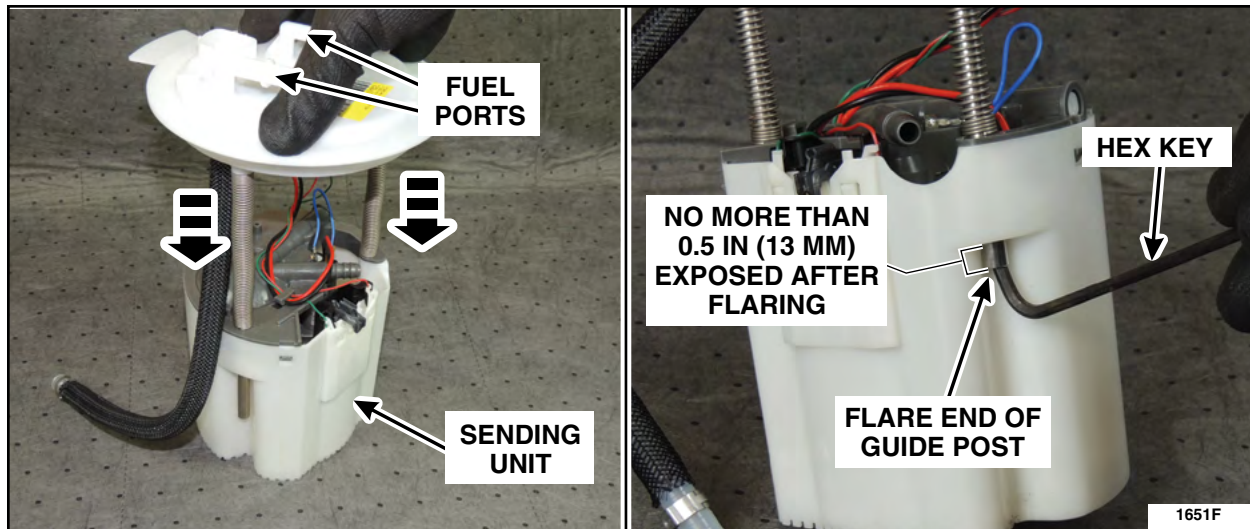 FUEL
PORTS
SENDING
UNIT
HEX KEY
NO MORE THAN
0.5 IN (13 MM)
EXPOSED AFTER
FLARING
FLARE END OF
GUIDE POST
1651F